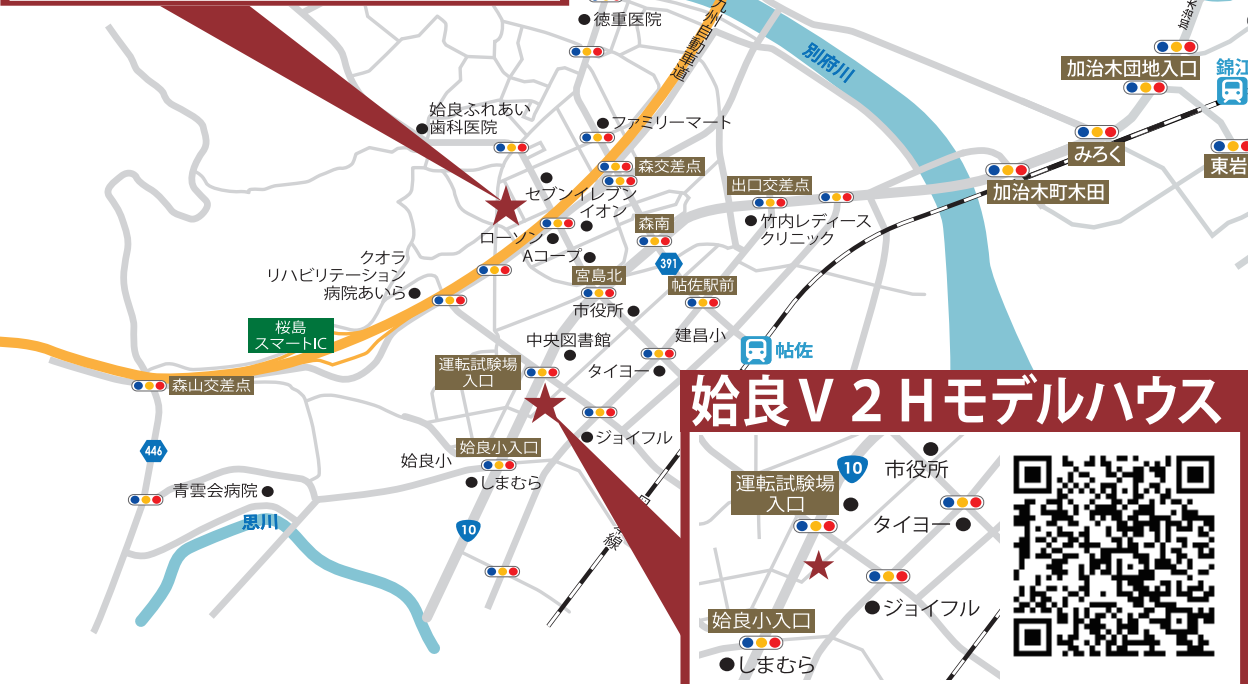 徳重医院
九州自動車道
別府川
加治木
加治木団地入口
錦江
姶良ふれあい
歯科医院
ファミリーマート
みろく
東岩
森交差点
出口交差点
加治木町木田
セブンイレブン
イオン
森南
竹内レディース
クリニック
ローソン
Aコープ
391
クオラ
リハビリテーション
病院あいら
宮島北
帖佐駅前
市役所
桜島
スマートIC
中央図書館
建昌小
帖佐
運転試験場
入口
タイヨー
森山交差点
ジョイフル
446
姶良小入口
姶良小
しまむら
青雲会病院
思川
10
線
姶良V2Hモデルハウス
10
市役所
運転試験場
入口
タイヨー
ジョイフル
姶良小入口
しまむら